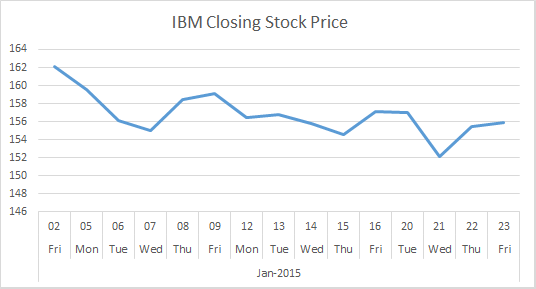 IBM Closing Stock Price
164
162
160
158
156
154
152
150
148
146
02 05 06 07 08 09 12 13 14 15 16 20 21 22 23
Fri Mon Tue Wed Thu Fri Mon Tue Wed Thu Fri Tue Wed Thu Fri
Jan-2015